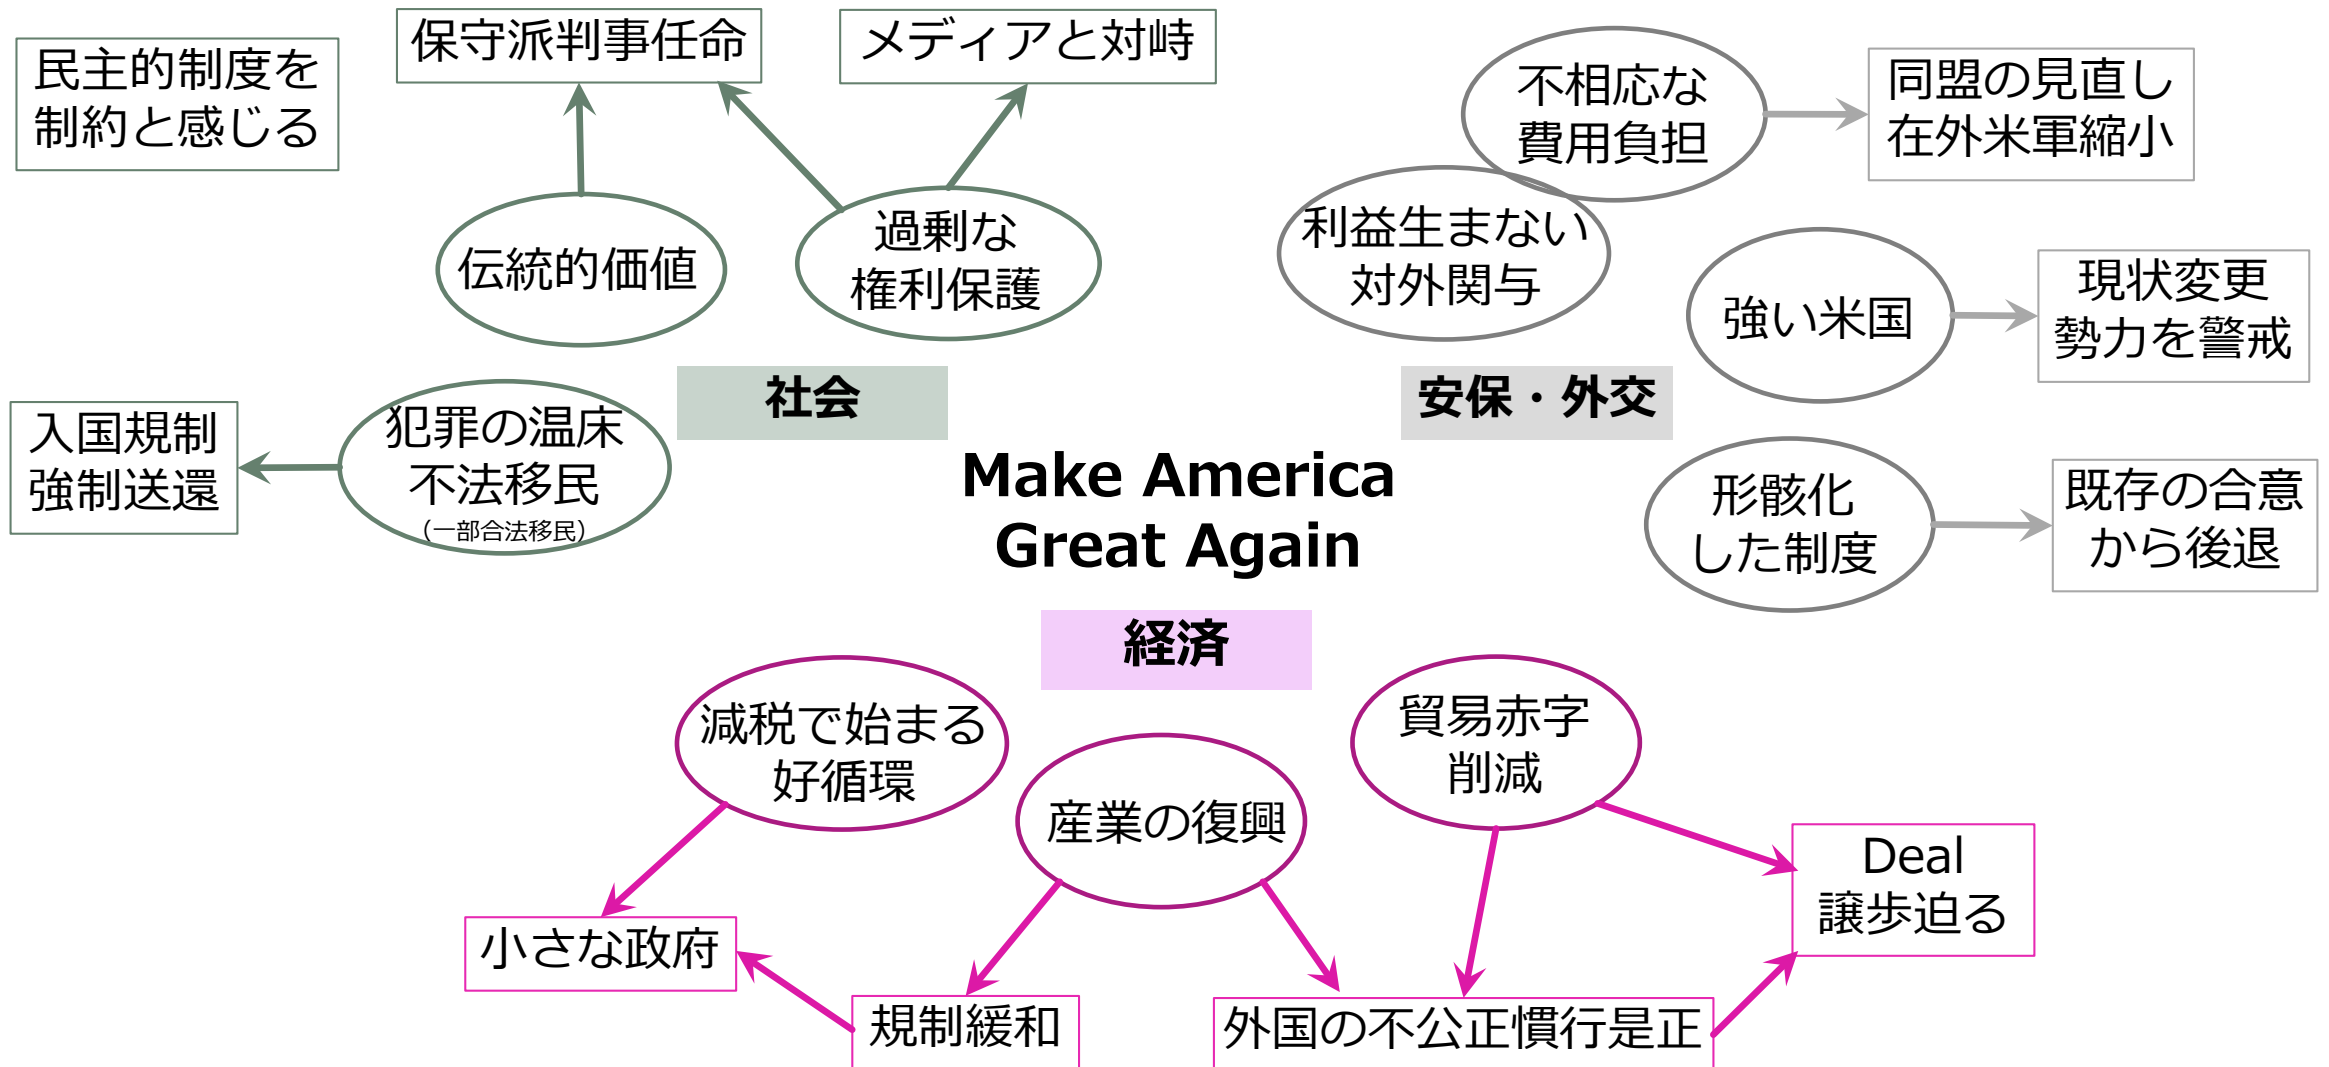 民主的制度を
制約と感じる
保守派判事任命
メディアと対峙
伝統的価値
過剰な
権利保護
社会
入国規制
強制送還
犯罪の温床
不法移民
（一部合法移民）
不相応な
費用負担
同盟の見直し
在外米軍縮小
利益生まない
対外関与
強い米国
現状変更
勢力を警戒
安保・外交
形骸化
した制度
既存の合意
から後退
Make America
Great Again
経済
減税で始まる
好循環
産業の復興
貿易赤字
削減
小さな政府
規制緩和
外国の不公正慣行是正
Deal
譲歩迫る